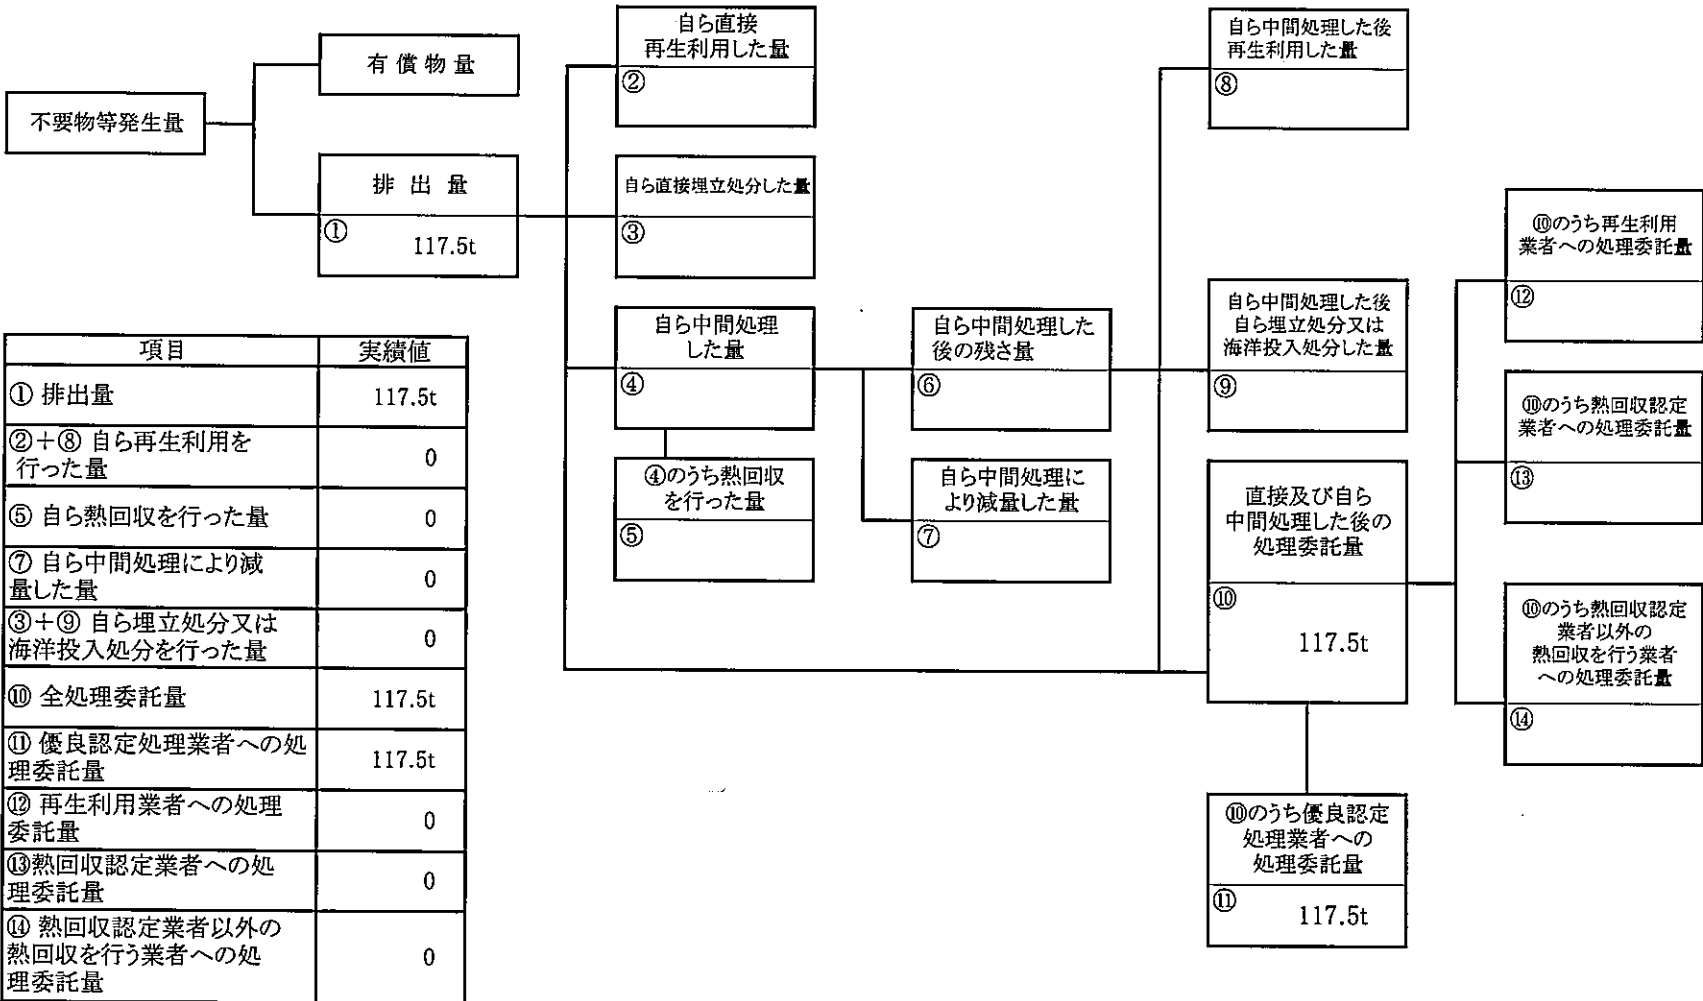 不要物等発生量
有償物量
排出量
①
117.5t
自ら直接
再生利用した量
②
自ら直接埋立処分した量
③
自ら中間処理
した量
④
④のうち熱回収
を行った量
⑤
自ら中間処理した
後の残さ量
⑥
自ら中間処理に
より減量した量
⑦
自ら中間処理した後
再生利用した量
⑧
自ら中間処理した後
自ら埋立処分又は
海洋投入処分した量
⑨
直接及び自ら
中間処理した後の
処理委託量
⑩
117.5t
⑩のうち優良認定
処理業者への
処理委託量
⑪
117.5t
⑩のうち再生利用
業者への処理委託量
⑫
⑩のうち熱回収認定
業者への処理委託量
⑬
⑩のうち熱回収認定
業者以外の
熱回収を行う業者
への処理委託量
⑭
項目 実績値
① 排出量 117.5t
②＋⑧ 自ら再生利用を
行った量 0
⑤ 自ら熱回収を行った量 0
⑦ 自ら中間処理により減
量した量 0
③＋⑨ 自ら埋立処分又は
海洋投入処分を行った量 0
⑩ 全処理委託量 117.5t
⑪ 優良認定処理業者への処
理委託量 117.5t
⑫ 再生利用業者への処理
委託量 0
⑬熱回収認定業者への処
理委託量 0
⑭ 熱回収認定業者以外の
熱回収を行う業者への処
理委託量 0